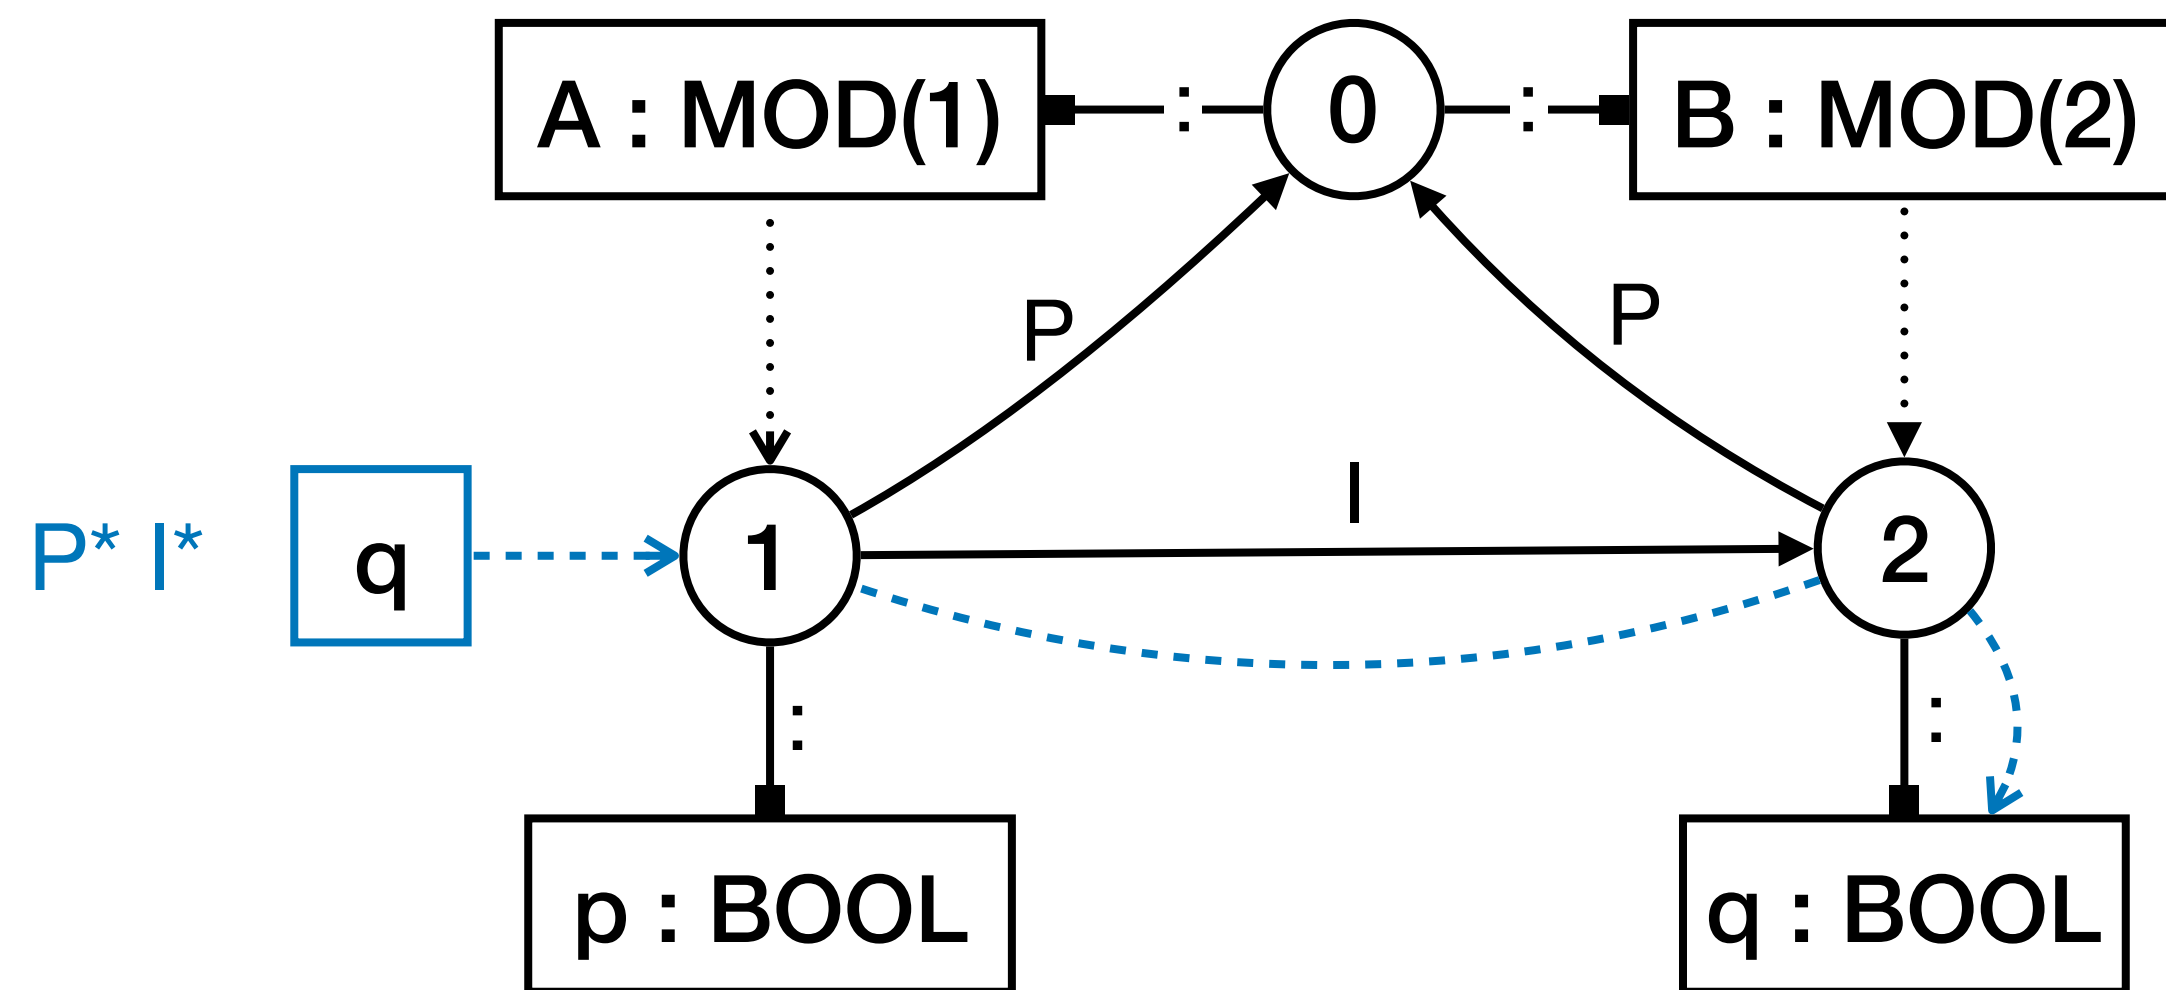 A : MOD(1)
:
0
:
B : MOD(2)
P
P
P* I*
q
1
I
2
:
:
p : BOOL
q : BOOL